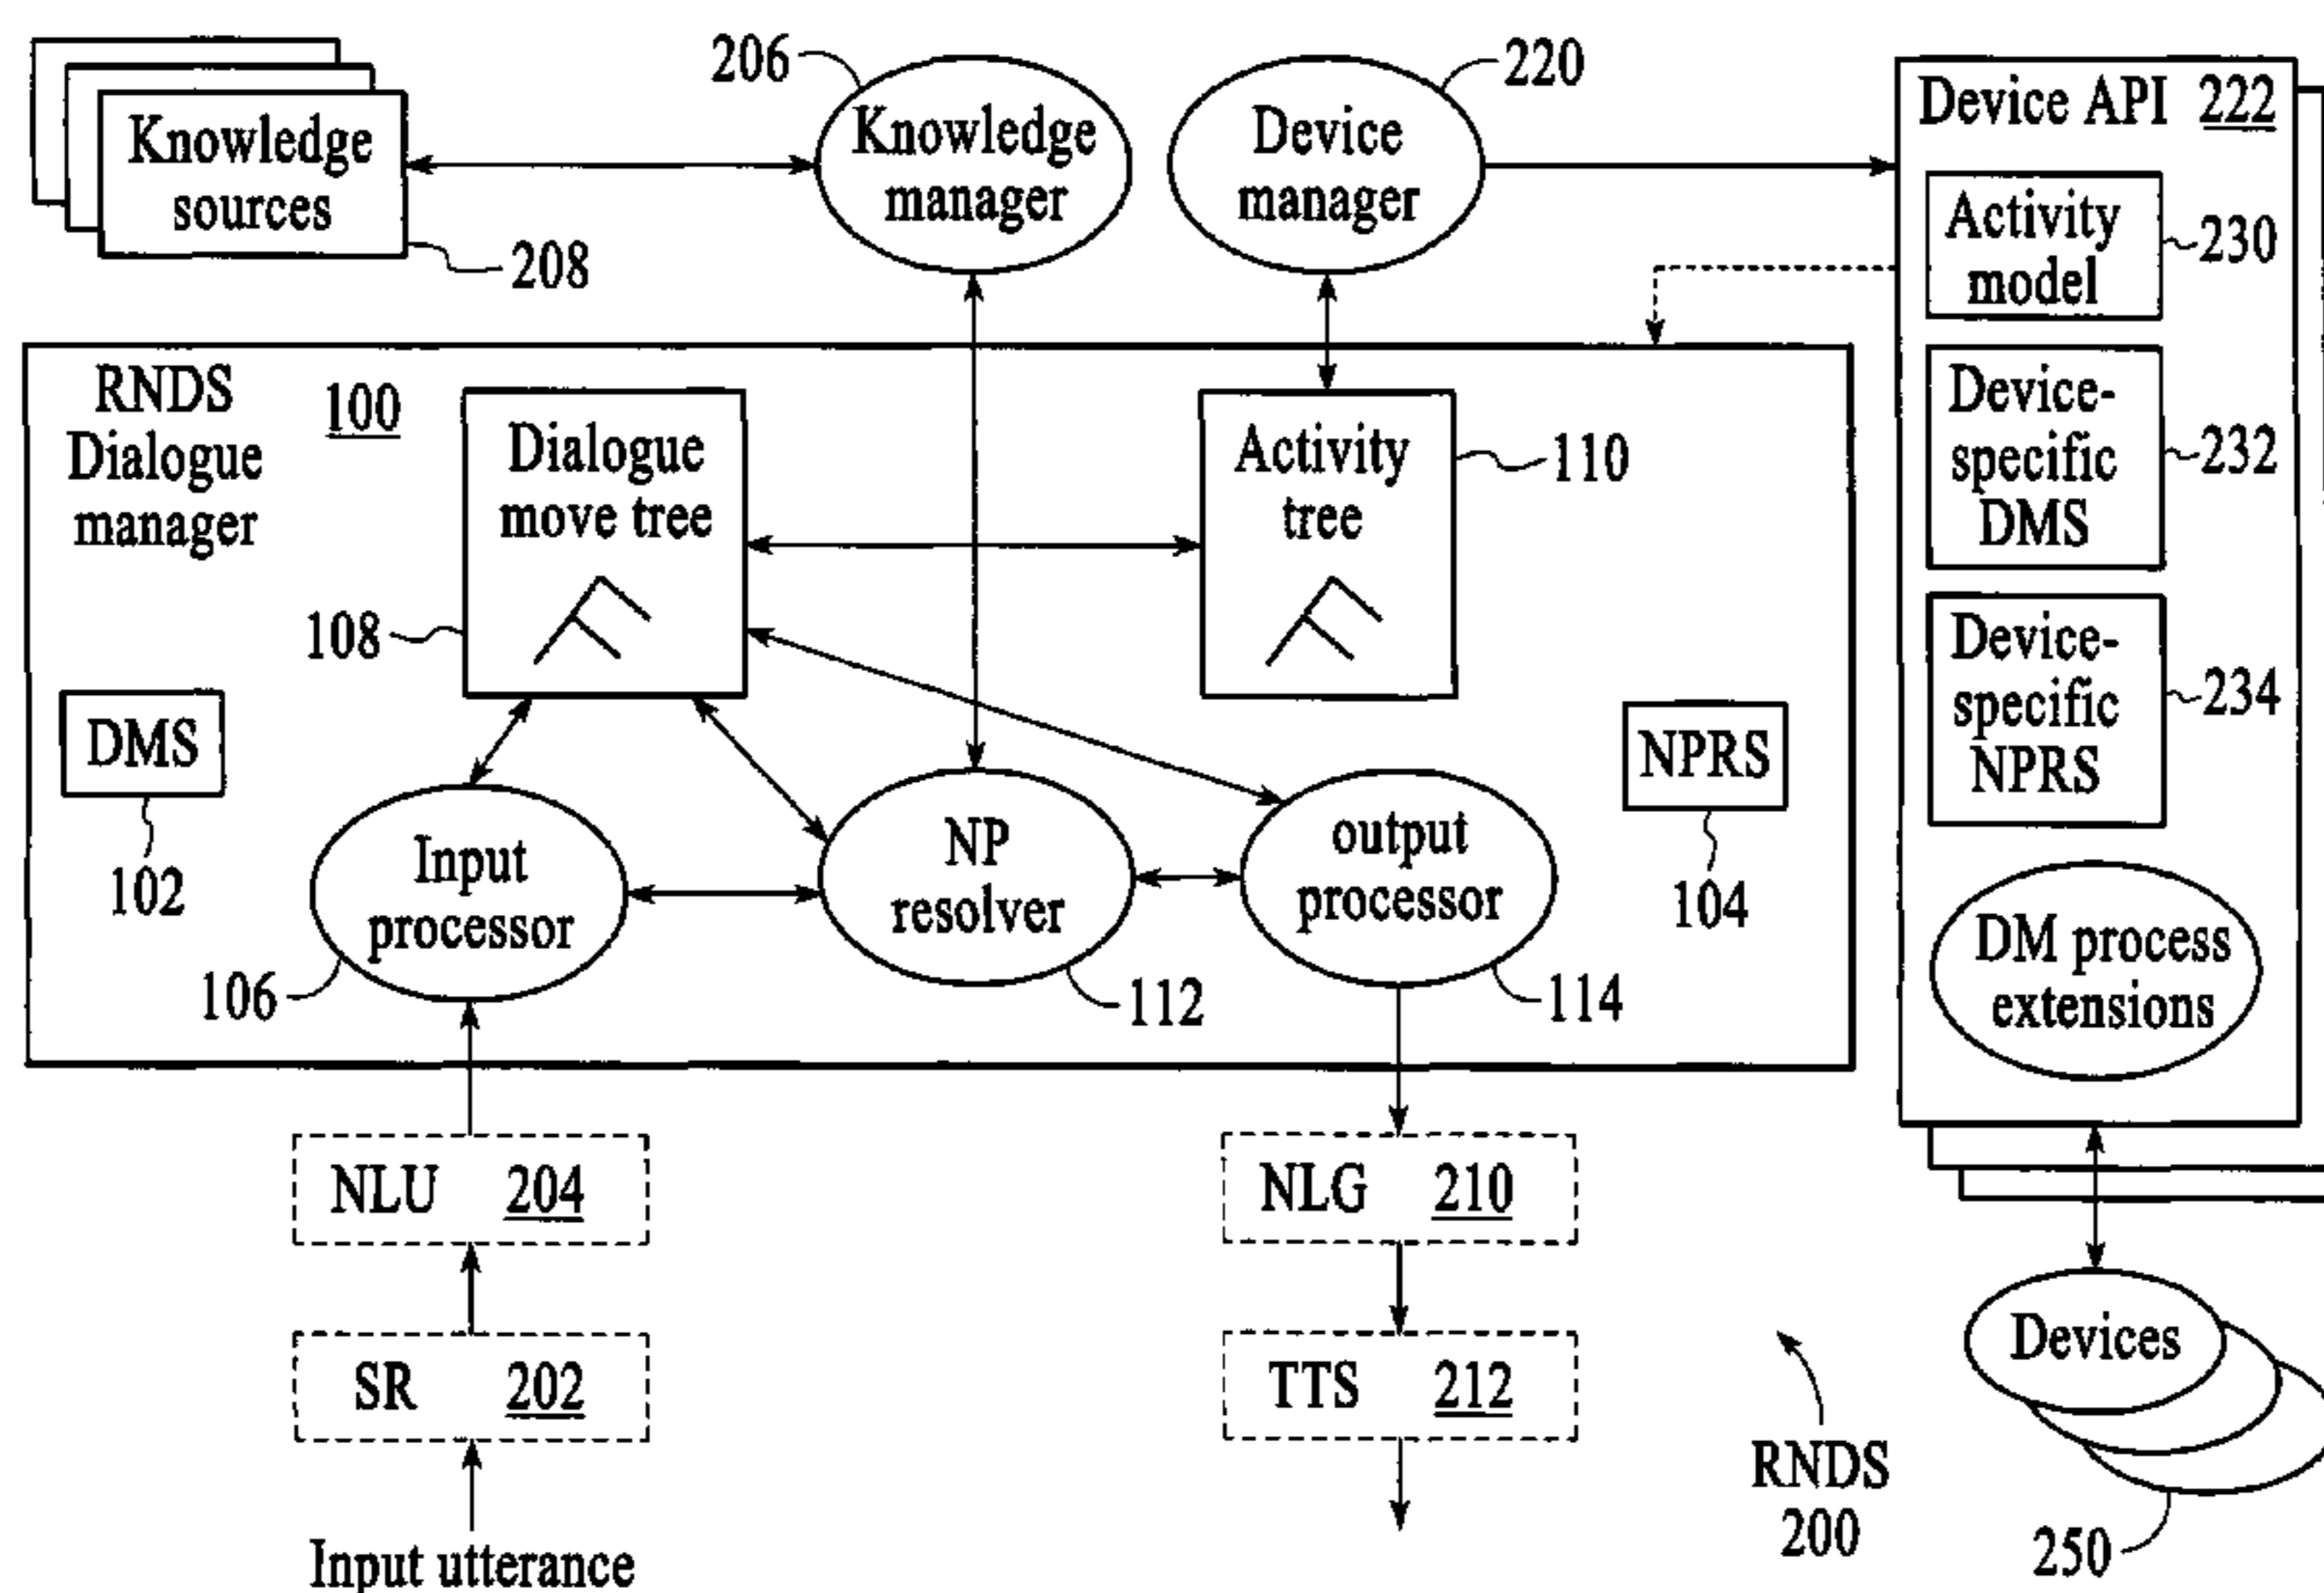 206
220
Knowledge
sources
208
Knowledge
manager
Device
manager
Device API 222
Activity
model
230
Device-
specific
DMS
232
Device-
specific
NPRS
234
DM process
extensions
RNDS
Dialogue
manager
100
Dialogue
move tree
108
Activity
tree
110
DMS
102
NPRS
104
Input
processor
106
NP
resolver
112
output
processor
114
NLU 204
NLG 210
SR 202
TTS 212
Input utterance
RNDS
200
Devices
250